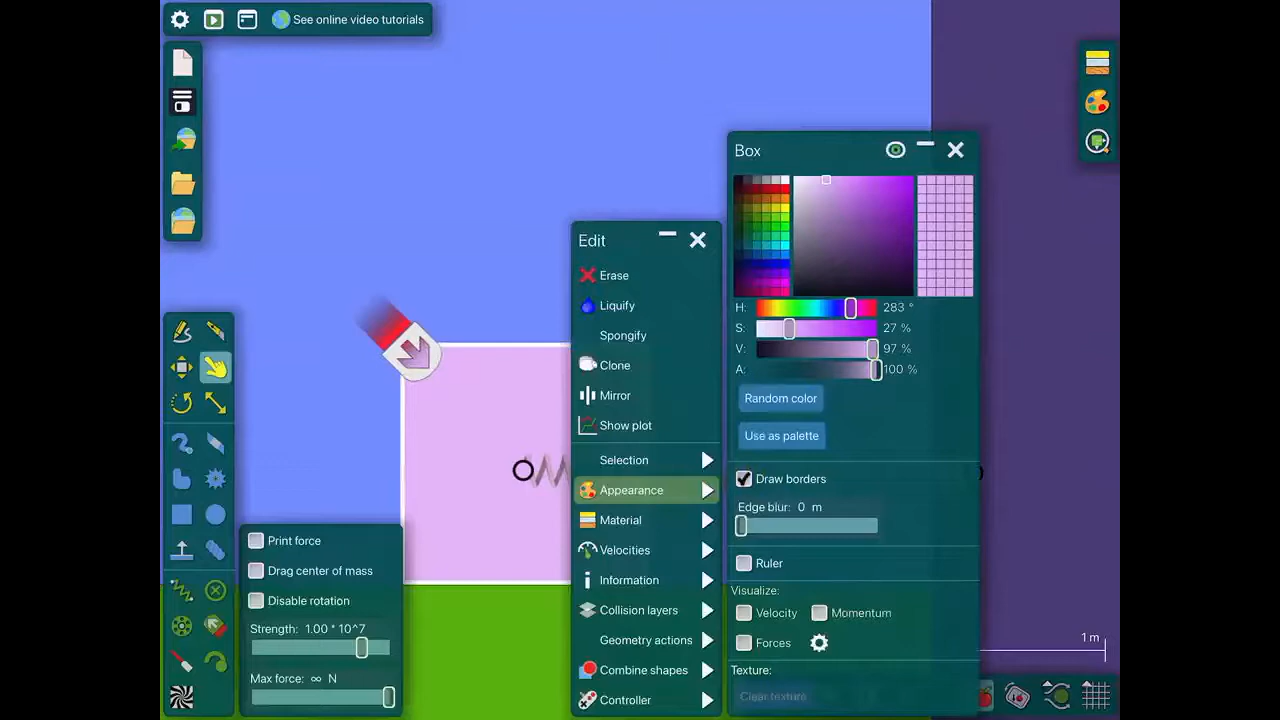 See online video tutorials
Box
H: 283 °
S: 27 %
V: 97 %
A: 100 %
Random color
Use as palette
Draw borders
Edge blur: 0 m
Ruler
Visualize:
Velocity
Momentum
Forces
Texture:
Clear texture
Edit
Erase
Liquify
Spongify
Clone
Mirror
Show plot
Selection
Appearance
Material
Velocities
Information
Collision layers
Geometry actions
Combine shapes
Controller
Print force
Drag center of mass
Disable rotation
Strength: 1.00 * 10^7
Max force: ∞ N
1 m